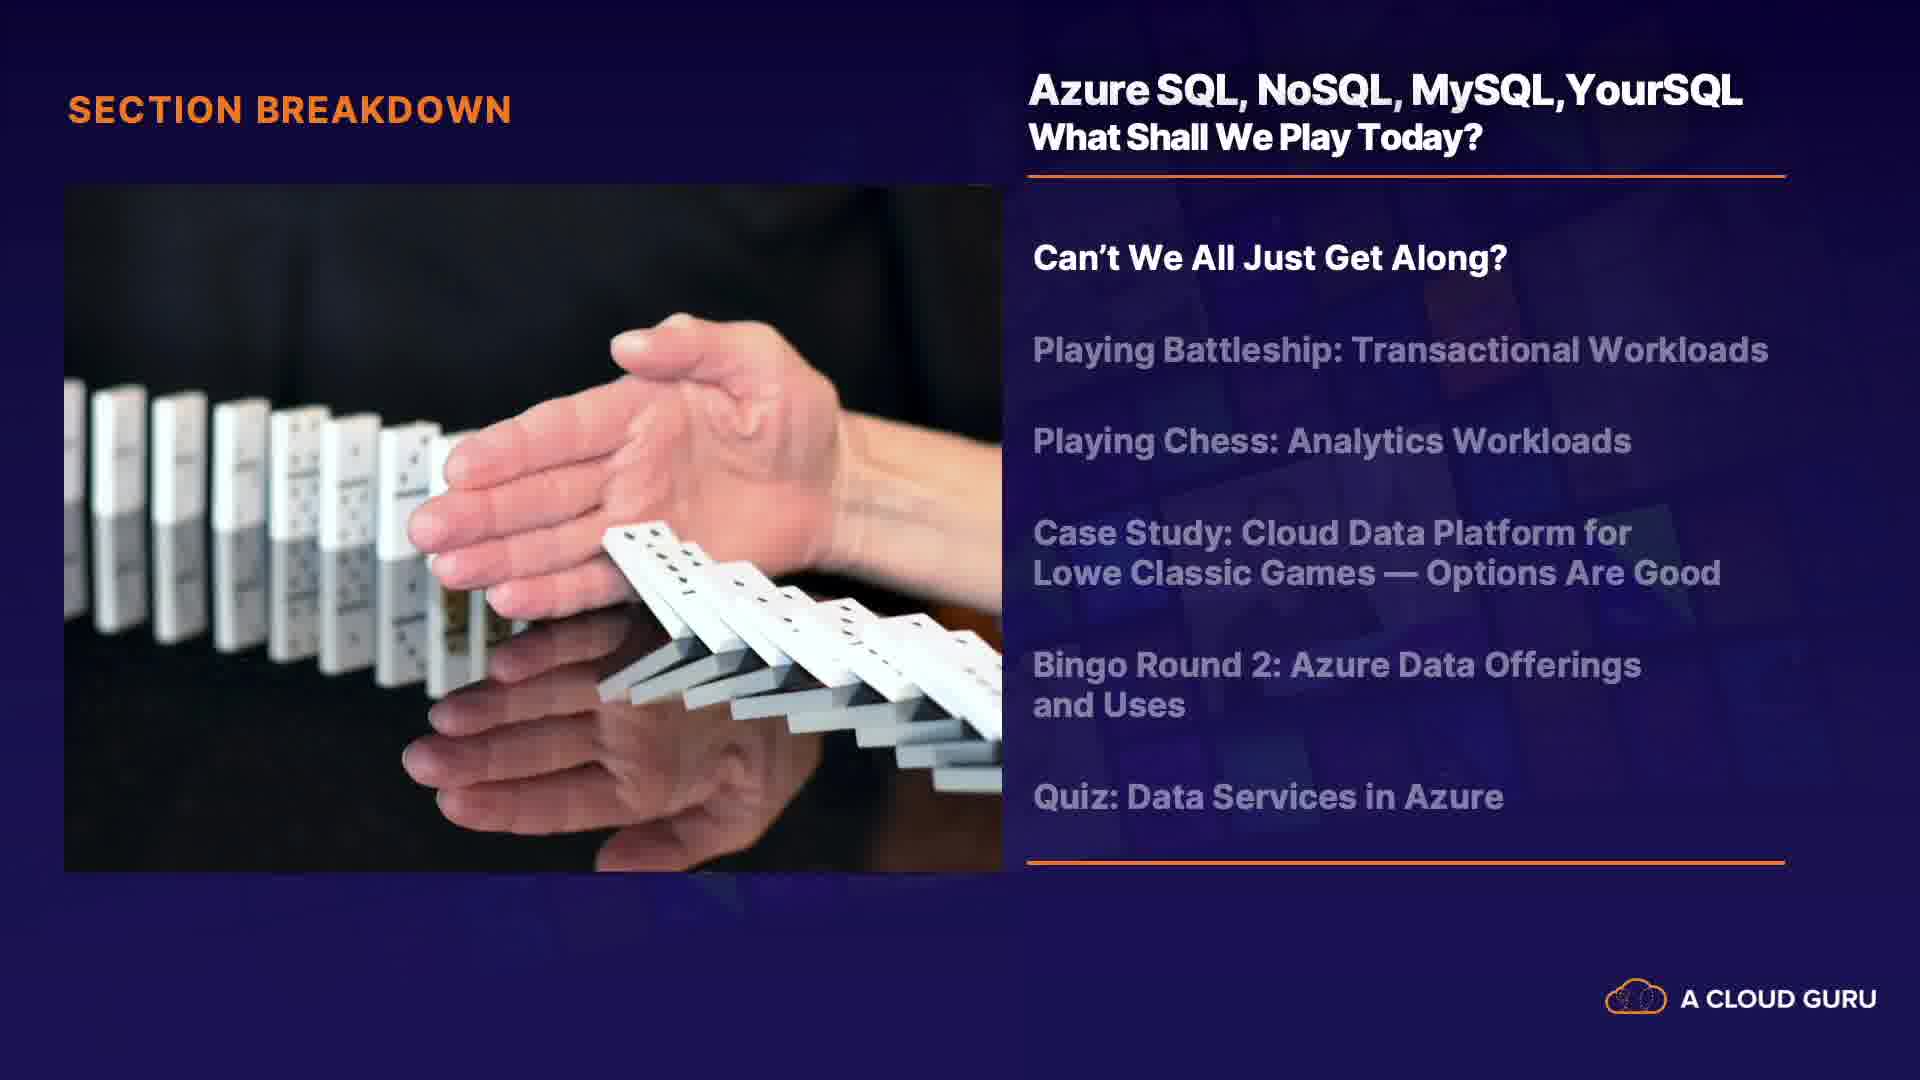 SECTION BREAKDOWN
Azure SQL, NoSQL, MySQL,YourSQL
What Shall We Play Today?
Can’t We All Just Get Along?
Playing Battleship: Transactional Workloads
Playing Chess: Analytics Workloads
Case Study: Cloud Data Platform for
Lowe Classic Games — Options Are Good
Bingo Round 2: Azure Data Offerings
and Uses
Quiz: Data Services in Azure
A CLOUD GURU